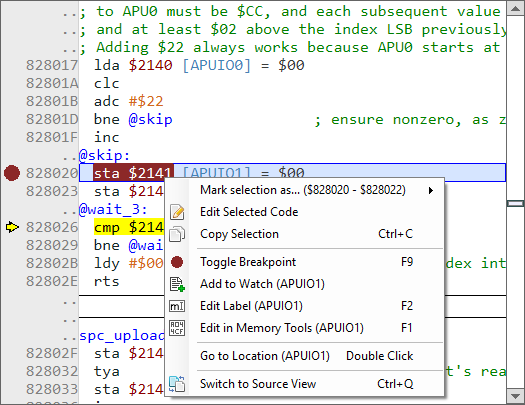 .. ; to APU0 must be $CC, and each subsequent value
.. ; and at least $02 above the index LSB previously
.. ; Adding $22 always works because APU0 starts at
828017 lda $2140 [APUIO0] = $00
82801A clc
82801B adc #$22
82801D bne @skip ; ensure nonzero, as z
82801F inc
.. @skip:
828020 sta $2141 [APUIO1] = $00
828023 sta $214
.. @wait_3:
828026 cmp $214
828029 bne @wai
82802B ldy #$00 dex int
82802E rts
..
..
.. spc_upload
82802F sta $214
828032 tya t's rea
828033 sta $214
Mark selection as... ($828020 - $828022)
Edit Selected Code
Copy Selection Ctrl+C
Toggle Breakpoint F9
Add to Watch (APUIO1)
Edit Label (APUIO1) F2
Edit in Memory Tools (APUIO1) F1
Go to Location (APUIO1) Double Click
Switch to Source View Ctrl+Q